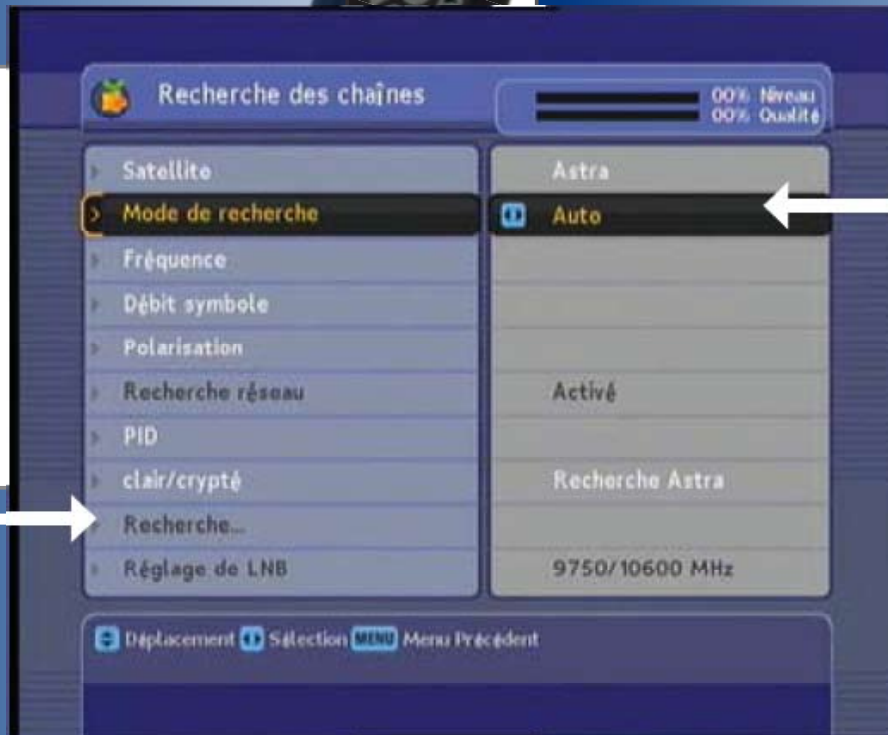 Recherche des chaînes
00% Niveau
00% Qualité
Satellite Astra
Mode de recherche Auto
Fréquence
Débit symbole
Polarisation
Recherche réseau Activé
PID
clair/crypté Recherche Astra
Recherche...
Réglage de LNB 9750/10600 MHz
Déplacement Sélection MENU Menu Précédent